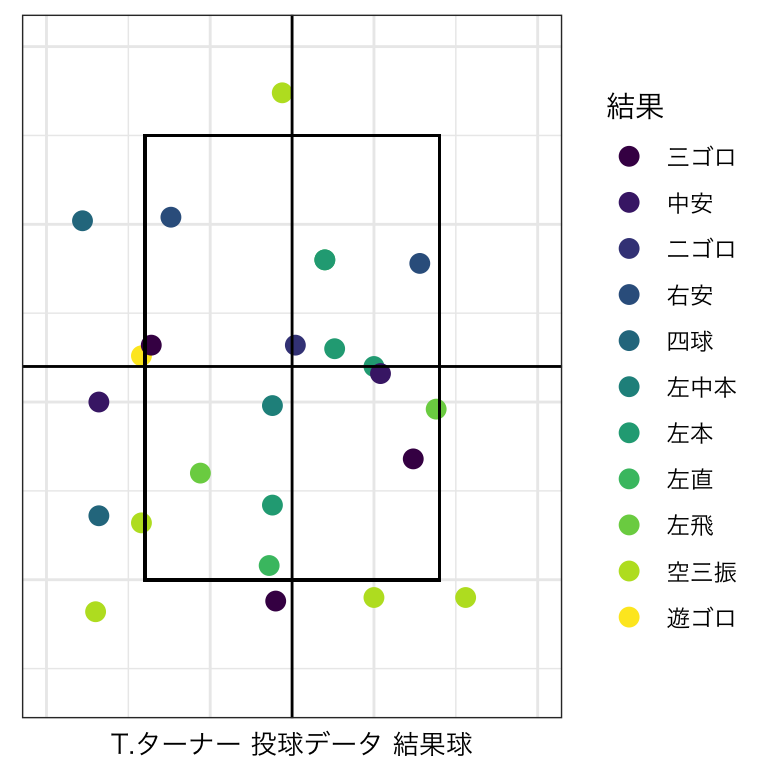 結果
三ゴロ
中安
二ゴロ
右安
四球
左中本
左本
左直
左飛
空三振
遊ゴロ
T.ターナー 投球データ 結果球